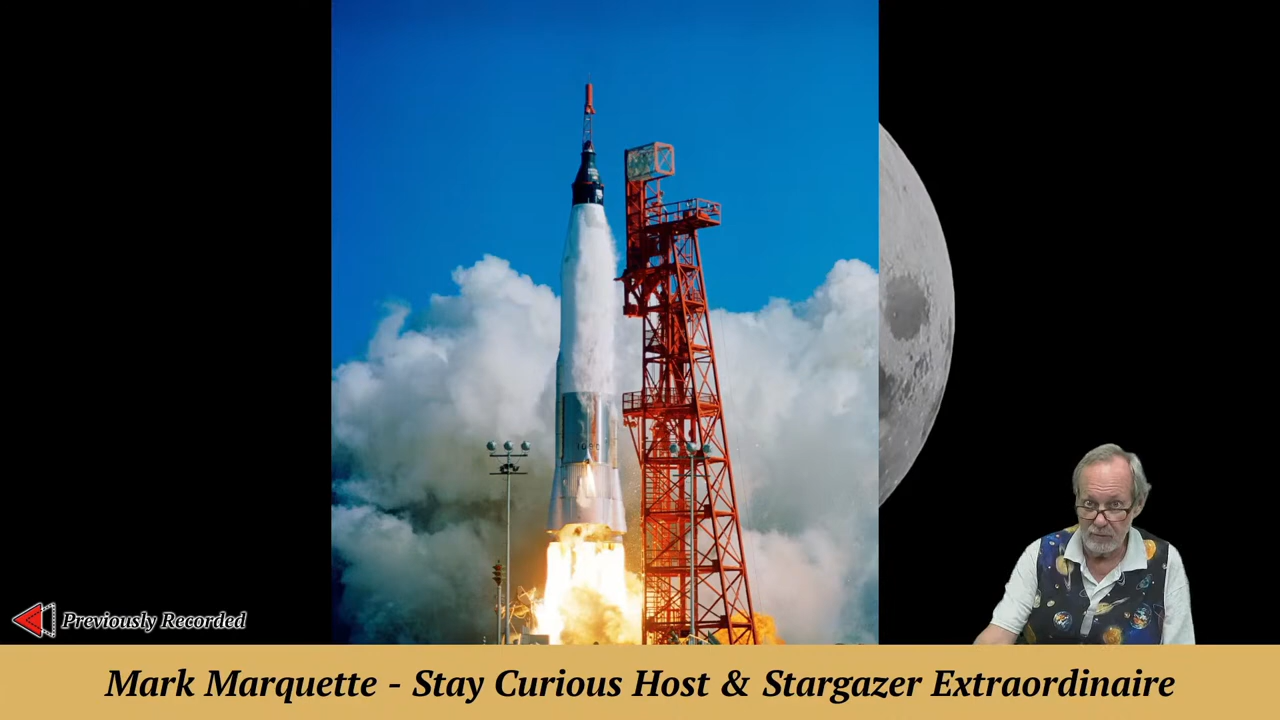 Previously Recorded
Mark Marquette - Stay Curious Host & Stargazer Extraordinaire